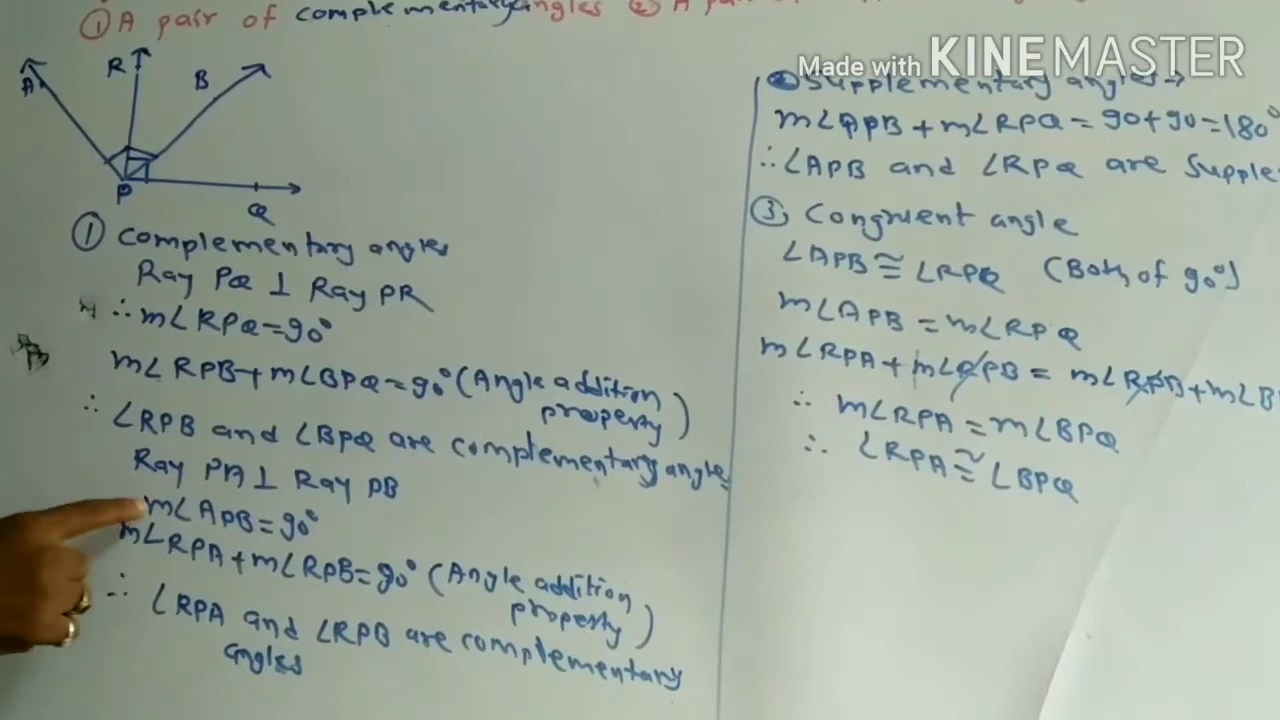 ① A pair of complementary angles ② A pair of
A
R
B
P
Q
① Complementary angles
Ray PQ ⊥ Ray PR
∴ m∠RPQ=90°
m∠RPB+m∠BPQ=90° (Angle addition property)
∴ ∠RPB and ∠BPQ are complementary angles
Ray PA ⊥ Ray PB
m∠APB=90°
m∠RPA+m∠RPB=90° (Angle addition property)
∴ ∠RPA and ∠RPB are complementary
angles
Made with KINEMASTER
② Supplementary angles→
m∠APB+m∠RPQ=90+90=180°
∴ ∠APB and ∠RPQ are Supple
③ Congruent angle
∠APB≅∠RPQ (Both of 90°)
m∠APB=m∠RPQ
m∠RPA+m∠RPB=m∠RPB+m∠B
∴ m∠RPA=m∠BPQ
∴ ∠RPA≅∠BPQ